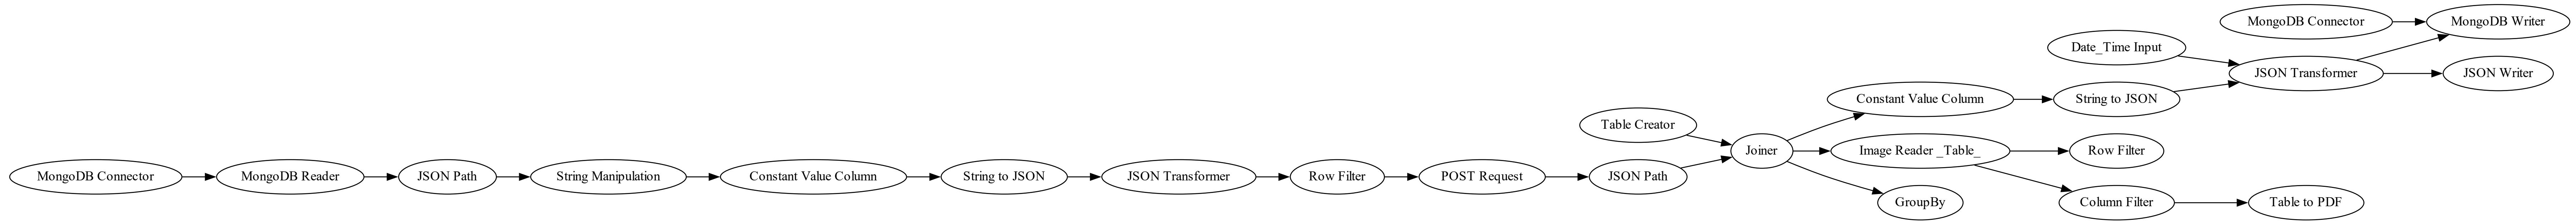 MongoDB Connector
MongoDB Writer
Date_Time Input
JSON Transformer
JSON Writer
Constant Value Column
String to JSON
Table Creator
Joiner
Image Reader _Table_
Row Filter
MongoDB Connector
MongoDB Reader
JSON Path
String Manipulation
Constant Value Column
String to JSON
JSON Transformer
Row Filter
POST Request
JSON Path
GroupBy
Column Filter
Table to PDF